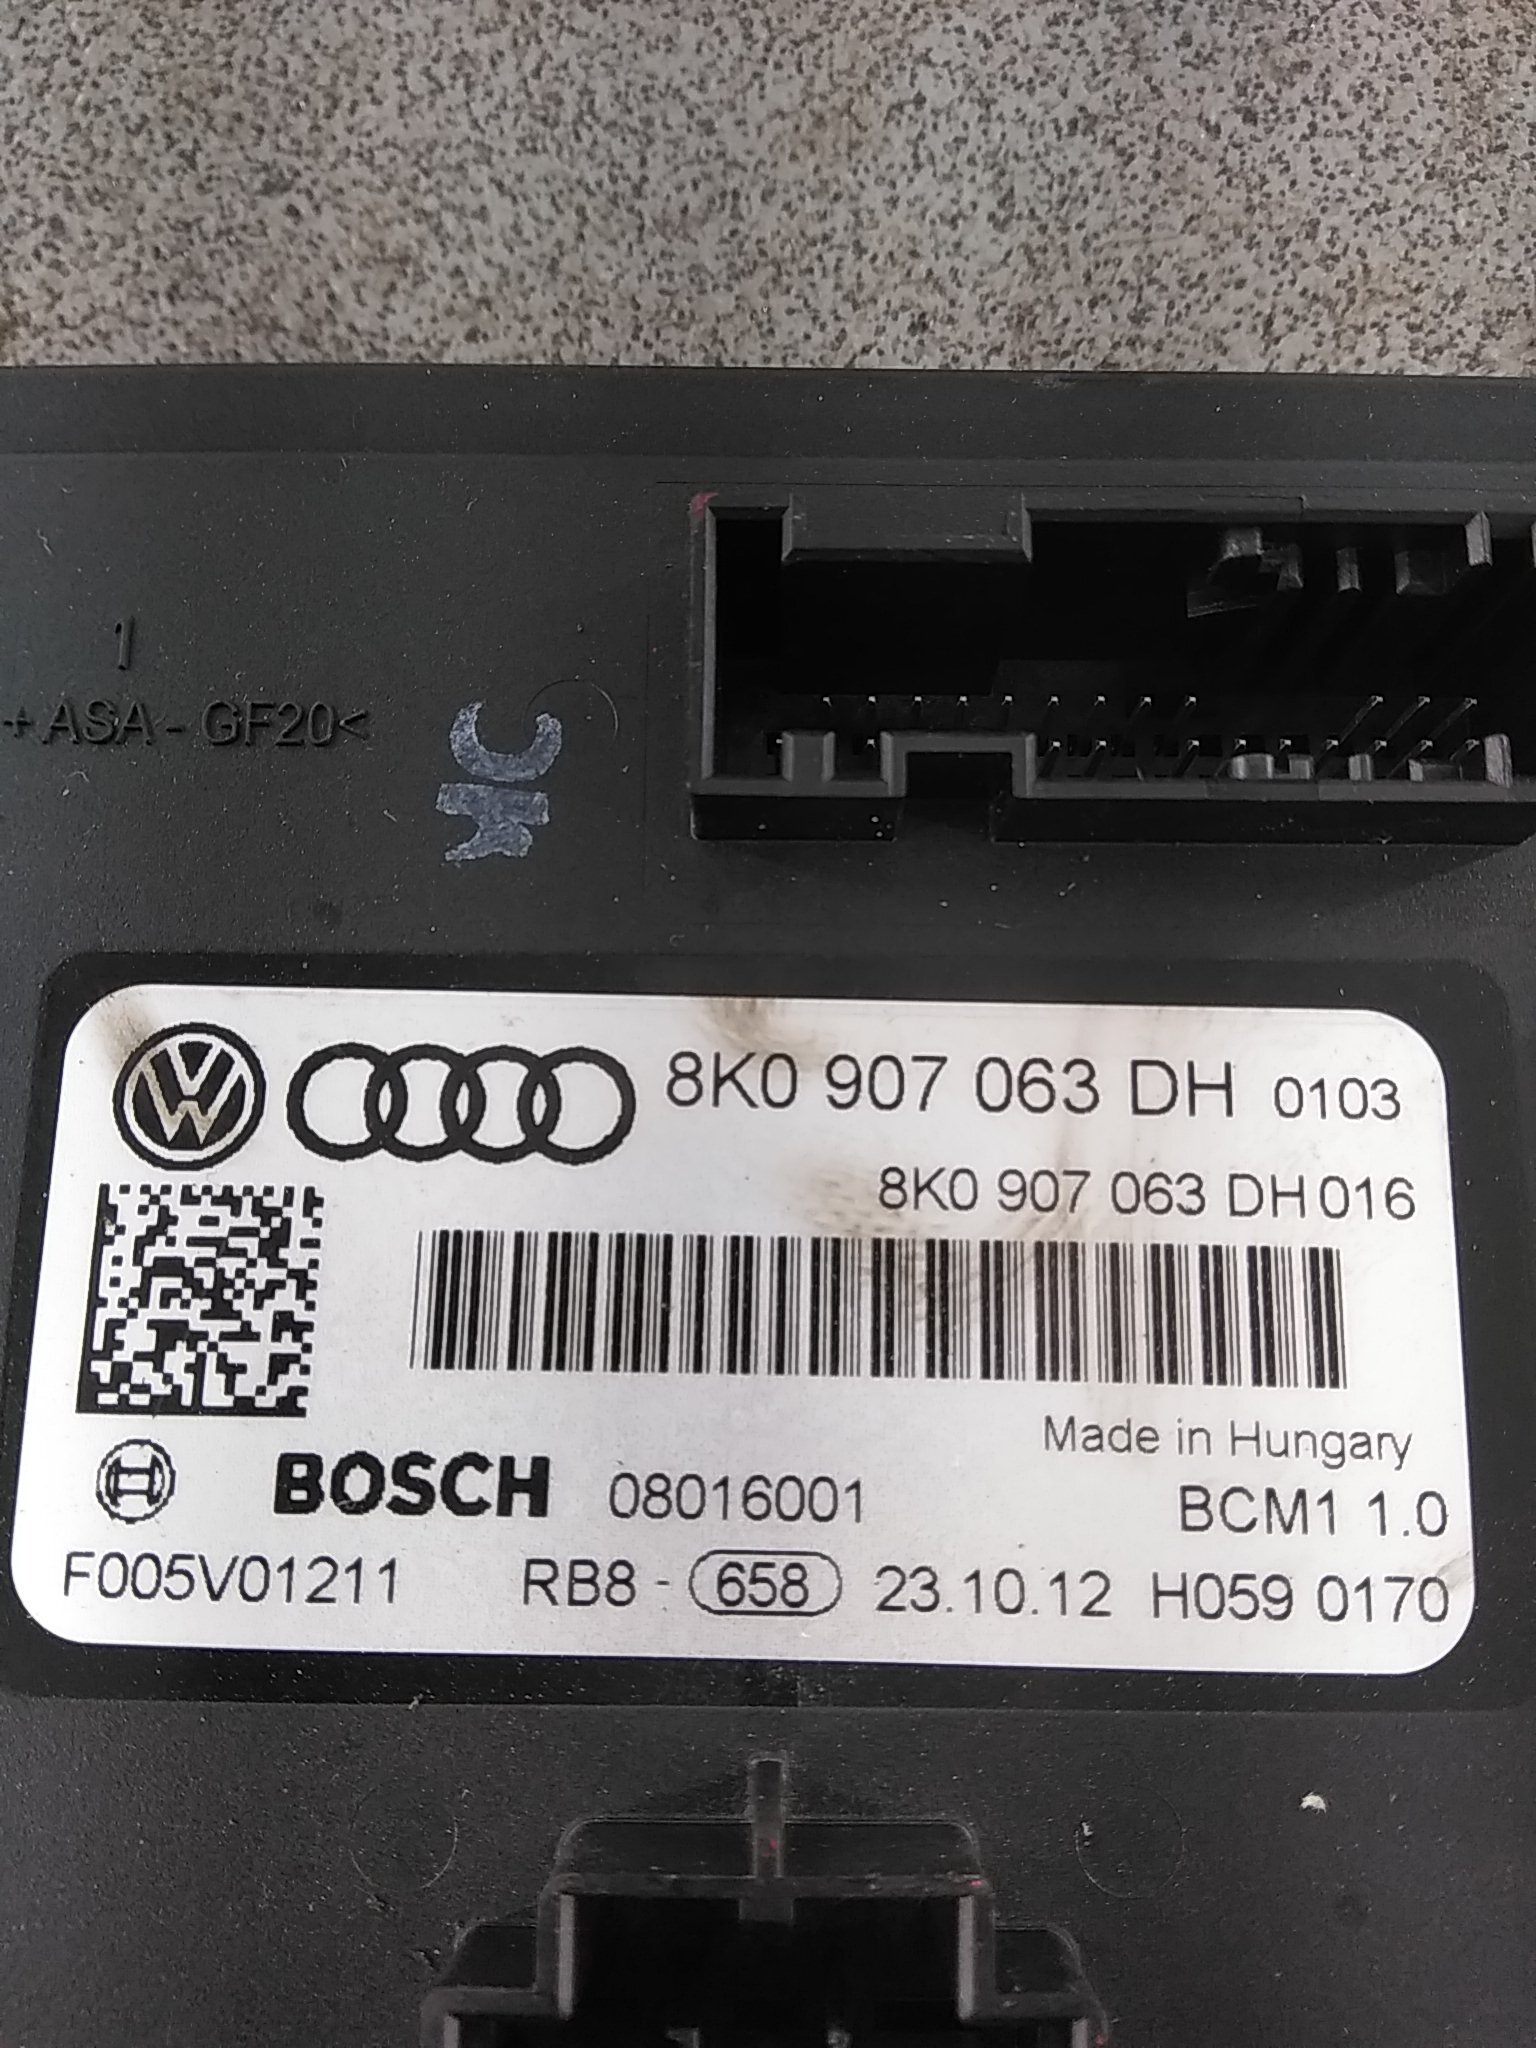 1
+ASA-GF20<
8K0 907 063 DH 0103
8K0 907 063 DH 016
Made in Hungary
BOSCH 08016001 BCM1 1.0
F005V01211 RB8 - 658 23.10.12 H059 0170